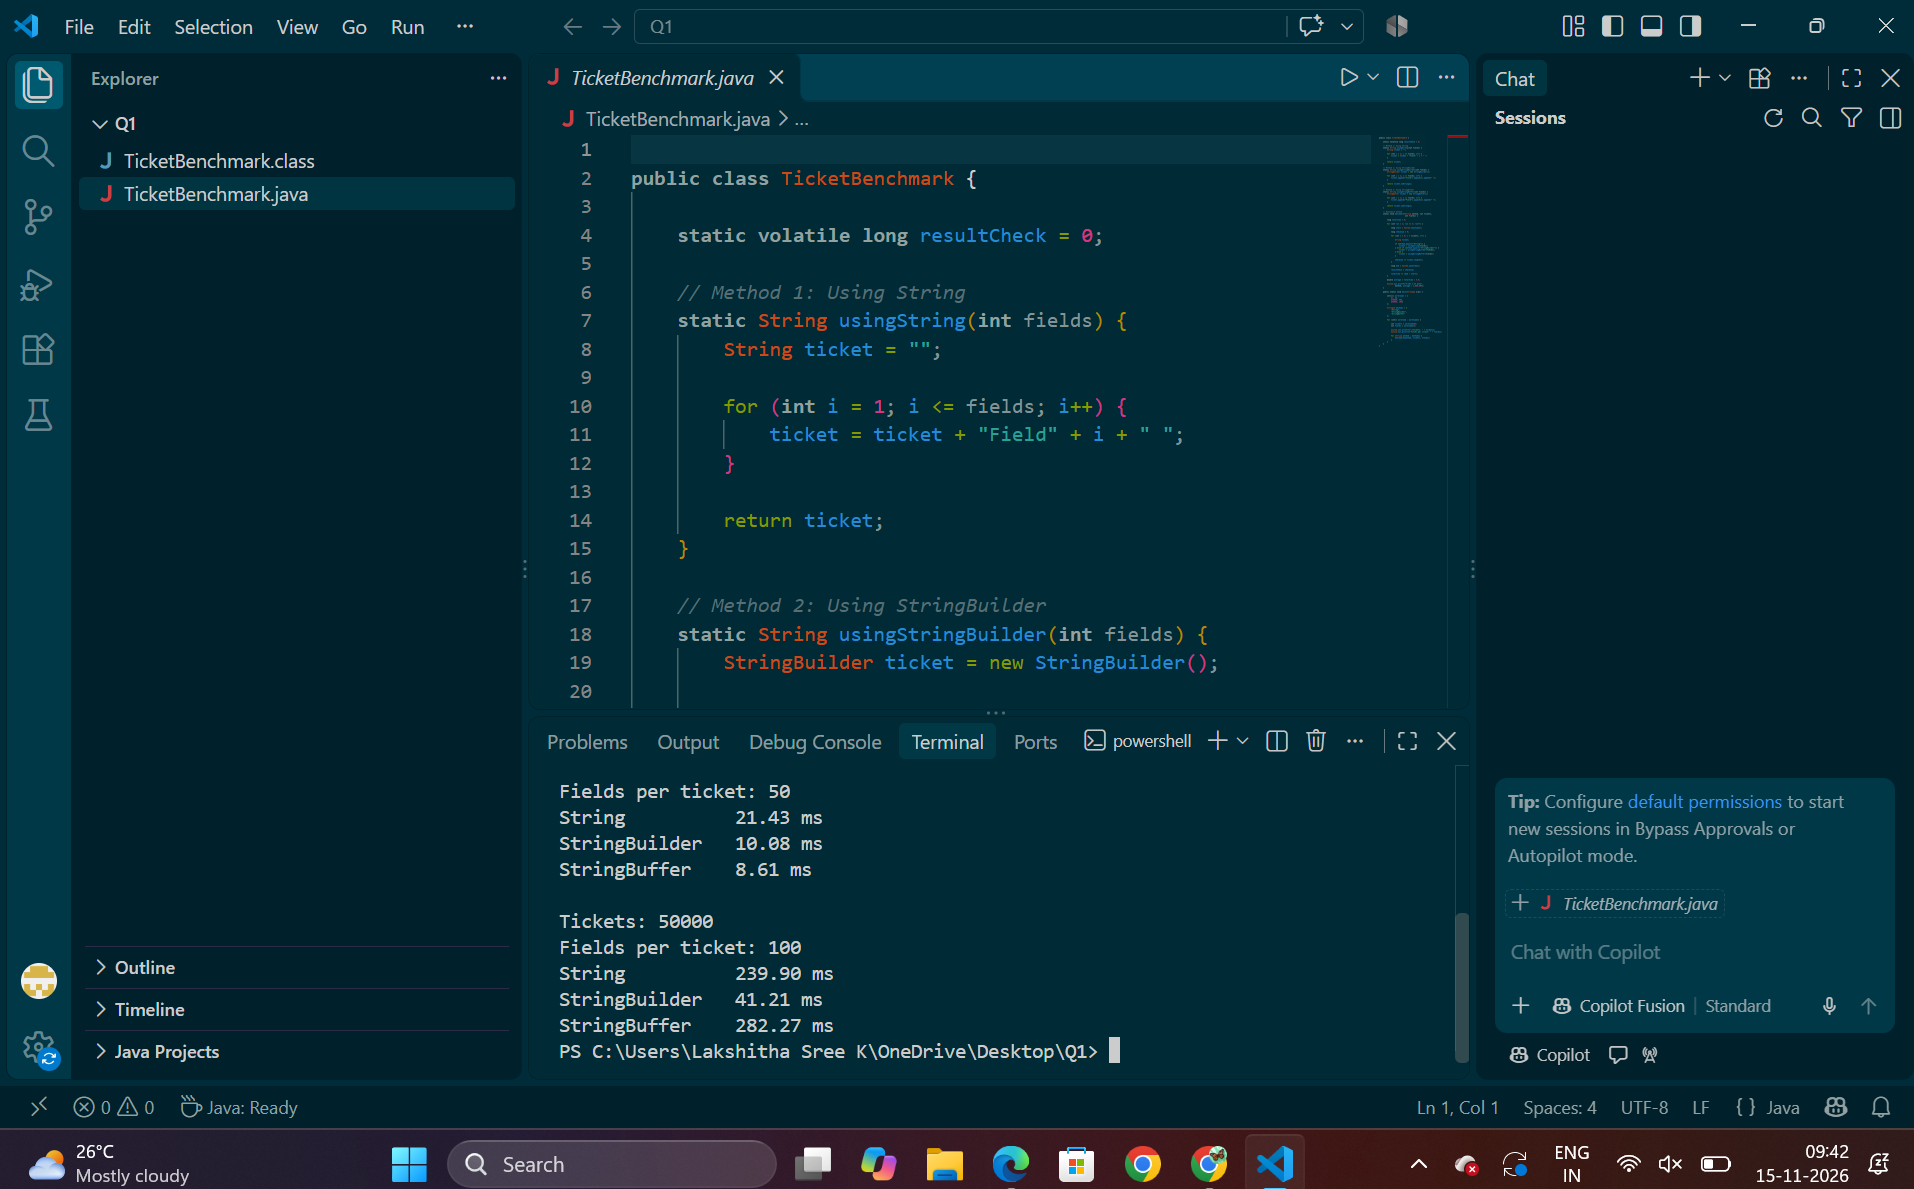 File Edit Selection View Go Run ...
Q1
Explorer
Q1
TicketBenchmark.class
TicketBenchmark.java
Outline
Timeline
Java Projects
TicketBenchmark.java
TicketBenchmark.java > ...
1
2 public class TicketBenchmark {
3
4 static volatile long resultCheck = 0;
5
6 // Method 1: Using String
7 static String usingString(int fields) {
8 String ticket = "";
9
10 for (int i = 1; i <= fields; i++) {
11 ticket = ticket + "Field" + i + " ";
12 }
13
14 return ticket;
15 }
16
17 // Method 2: Using StringBuilder
18 static String usingStringBuilder(int fields) {
19 StringBuilder ticket = new StringBuilder();
20
Problems Output Debug Console Terminal Ports powershell
Fields per ticket: 50
String 21.43 ms
StringBuilder 10.08 ms
StringBuffer 8.61 ms
Tickets: 50000
Fields per ticket: 100
String 239.90 ms
StringBuilder 41.21 ms
StringBuffer 282.27 ms
PS C:\Users\Lakshitha Sree K\OneDrive\Desktop\Q1>
Chat
Sessions
Tip: Configure default permissions to start
new sessions in Bypass Approvals or
Autopilot mode.
TicketBenchmark.java
Chat with Copilot
Copilot Fusion | Standard
Copilot
0 0 Java: Ready
Ln 1, Col 1 Spaces: 4 UTF-8 LF {} Java
26°C
Mostly cloudy
Search
ENG
IN
09:42
15-11-2026